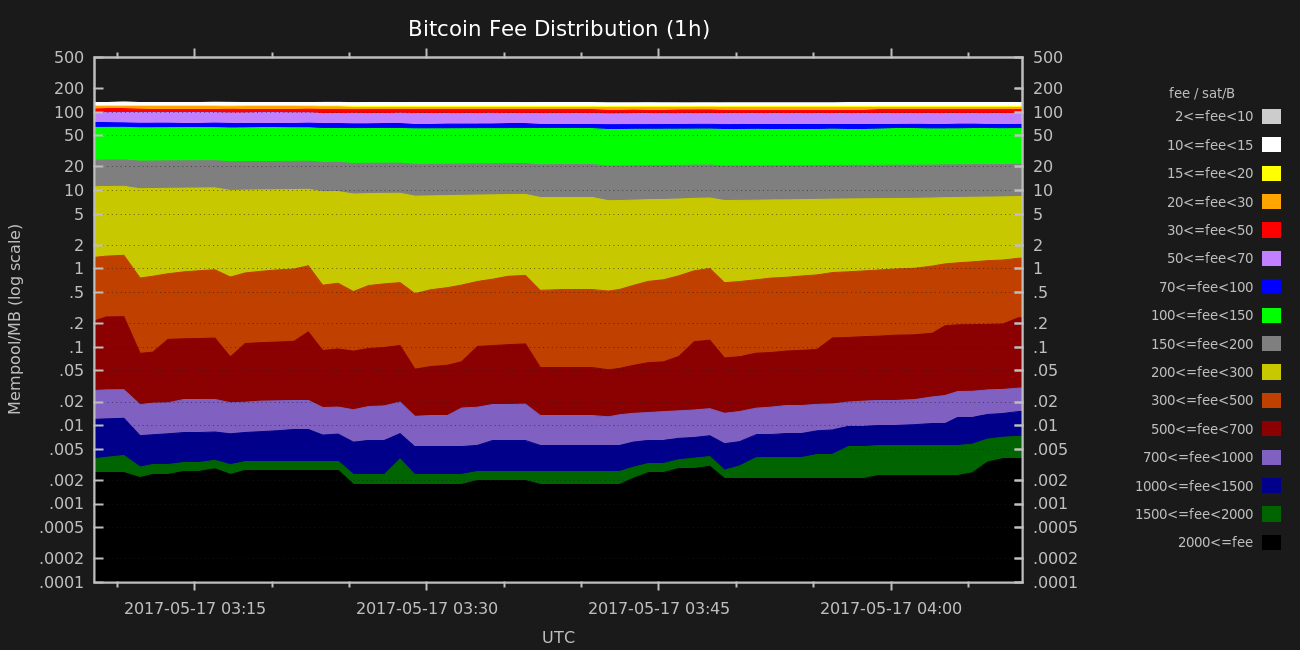 Bitcoin Fee Distribution (1h)
500 500
200 200
100 100
50 50
20 20
10 10
5 5
2 2
1 1
.5 .5
.2 .2
.1 .1
.05 .05
.02 .02
.01 .01
.005 .005
.002 .002
.001 .001
.0005 .0005
.0002 .0002
.0001 .0001
Mempool/MB (log scale)
2017-05-17 03:15 2017-05-17 03:30 2017-05-17 03:45 2017-05-17 04:00
UTC
fee / sat/B
2<=fee<10
10<=fee<15
15<=fee<20
20<=fee<30
30<=fee<50
50<=fee<70
70<=fee<100
100<=fee<150
150<=fee<200
200<=fee<300
300<=fee<500
500<=fee<700
700<=fee<1000
1000<=fee<1500
1500<=fee<2000
2000<=fee